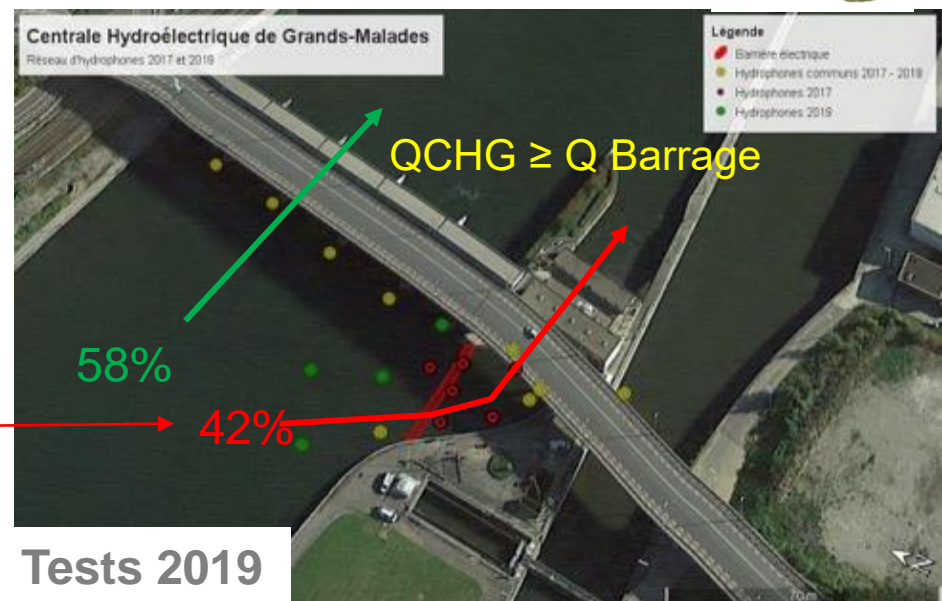 Centrale Hydroélectrique de Grands-Malades
Réseau d'hydrophones 2017 et 2019
Légende
Barrière électrique
Hydrophones communs 2017 - 2019
Hydrophones 2017
Hydrophones 2019
QCHG ≥ Q Barrage
58%
42%
Tests 2019
N
70 m